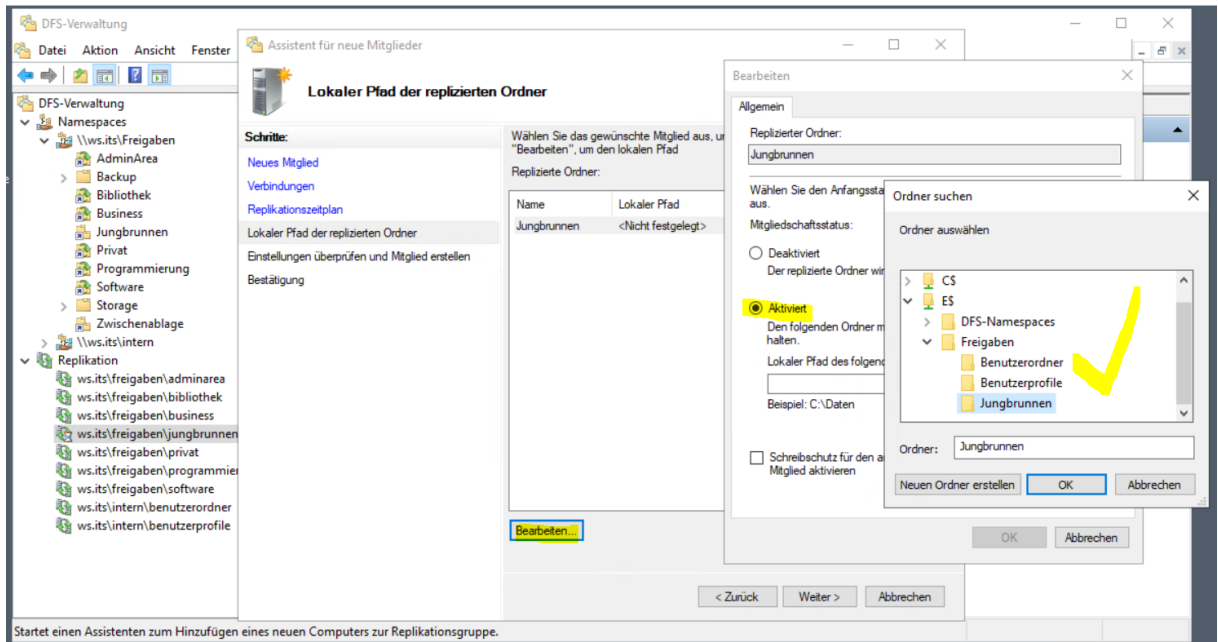 DFS-Verwaltung
Datei Aktion Ansicht Fenster
DFS-Verwaltung
Namespaces
\\ws.its\Freigaben
AdminArea
Backup
Bibliothek
Business
Jungbrunnen
Privat
Programmierung
Software
Storage
Zwischenablage
\\ws.its\intern
Replikation
ws.its\freigaben\adminarea
ws.its\freigaben\bibliothek
ws.its\freigaben\business
ws.its\freigaben\jungbrunnen
ws.its\freigaben\privat
ws.its\freigaben\programmier
ws.its\freigaben\software
ws.its\intern\benutzerordner
ws.its\intern\benutzerprofile
Assistent für neue Mitglieder
Lokaler Pfad der replizierten Ordner
Schritte:
Neues Mitglied
Verbindungen
Replikationszeitplan
Lokaler Pfad der replizierten Ordner
Einstellungen überprüfen und Mitglied erstellen
Bestätigung
Wählen Sie das gewünschte Mitglied aus, u
"Bearbeiten", um den lokalen Pfad
Replizierte Ordner:
Name Lokaler Pfad
Jungbrunnen <Nicht festgelegt>
Bearbeiten...
< Zurück Weiter > Abbrechen
Bearbeiten
Allgemein
Replizierter Ordner:
Jungbrunnen
Wählen Sie den Anfangssta
aus.
Mitgliedschaftsstatus:
Deaktiviert
Der replizierte Ordner wir
Aktiviert
Den folgenden Ordner m
halten.
Lokaler Pfad des folgen
Beispiel: C:\Daten
Schreibschutz für den a
Mitglied aktivieren
OK Abbrechen
Ordner suchen
Ordner auswählen
C$
E$
DFS-Namespaces
Freigaben
Benutzerordner
Benutzerprofile
Jungbrunnen
Ordner: Jungbrunnen
Neuen Ordner erstellen OK Abbrechen
Startet einen Assistenten zum Hinzufügen eines neuen Computers zur Replikationsgruppe.